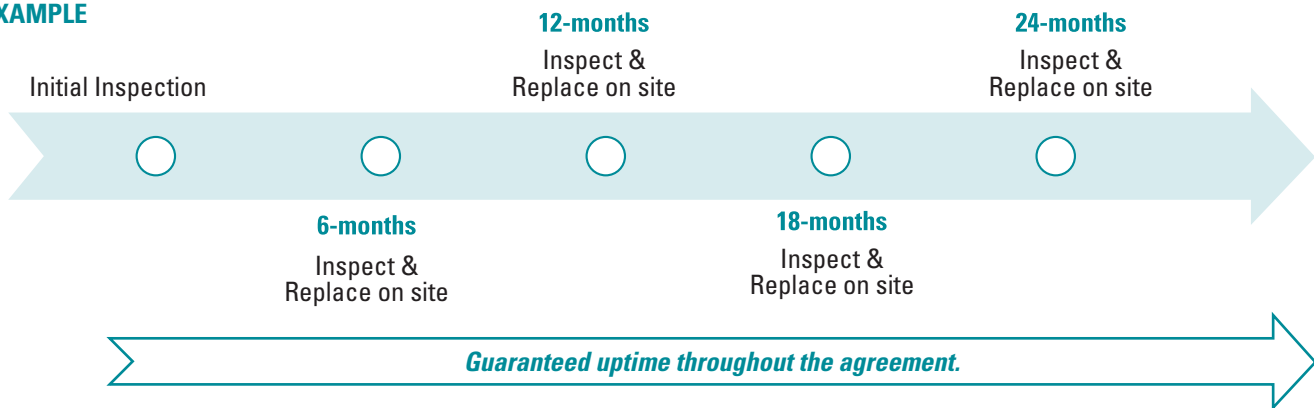 XAMPLE
Initial Inspection
6-months
Inspect &
Replace on site
12-months
Inspect &
Replace on site
18-months
Inspect &
Replace on site
24-months
Inspect &
Replace on site
Guaranteed uptime throughout the agreement.